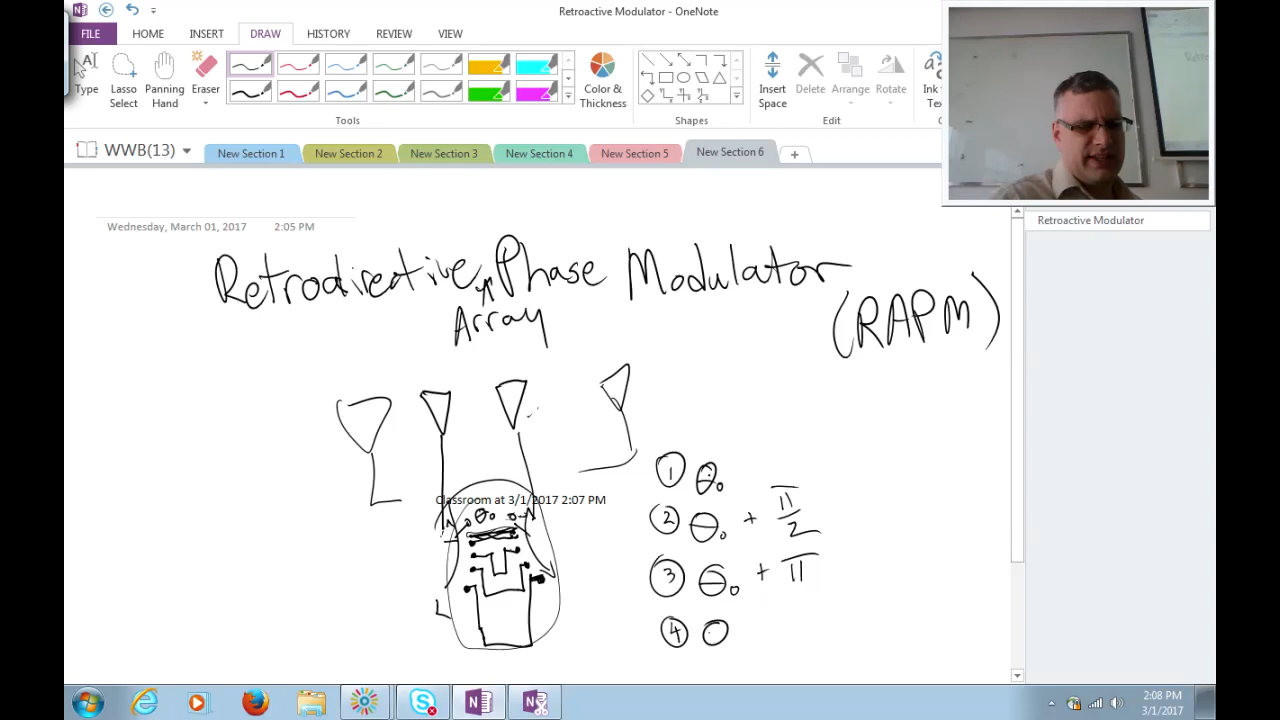 Retroactive Modulator - OneNote
FILE HOME INSERT DRAW HISTORY REVIEW VIEW
Type
Lasso Select
Panning Hand
Eraser
Color & Thickness
Insert Space
Delete
Arrange
Rotate
Ink to
Tools
Shapes
Edit
WWB(13)
New Section 1
New Section 2
New Section 3
New Section 4
New Section 5
New Section 6
Retroactive Modulator
Wednesday, March 01, 2017 2:05 PM
Retrodirective ^ Phase Modulator
Array
(RAPM)
Classroom at 3/1/2017 2:07 PM
θ₀
① θ₀
② θ₀ + π/2
③ θ₀ + π
④ O
2:08 PM
3/1/2017